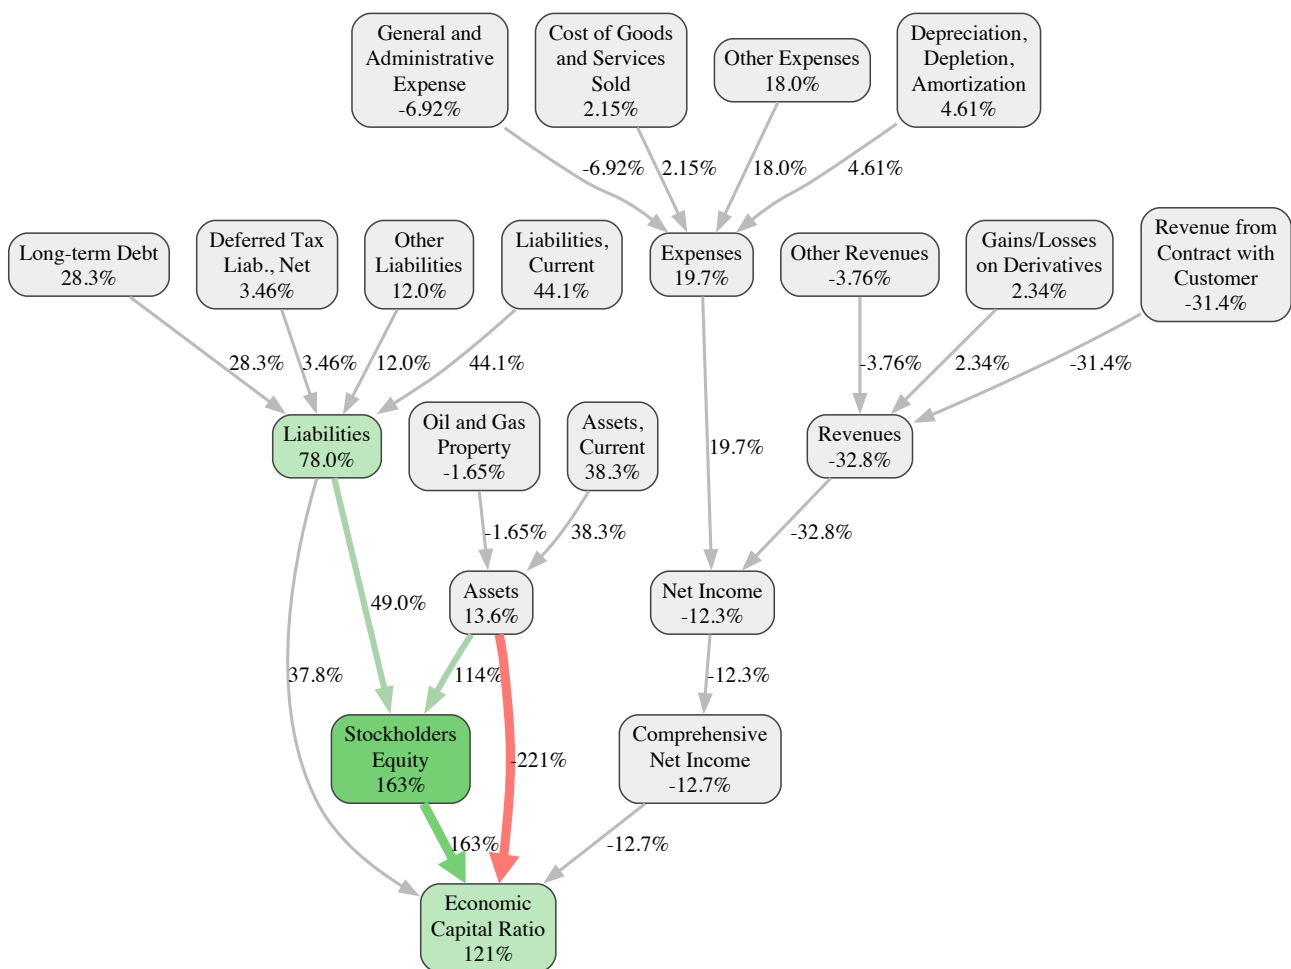 General and
Administrative
Expense
-6.92%
Cost of Goods
and Services
Sold
2.15%
Other Expenses
18.0%
Depreciation,
Depletion,
Amortization
4.61%
-6.92%
2.15%
18.0%
4.61%
Long-term Debt
28.3%
Deferred Tax
Liab., Net
3.46%
Other
Liabilities
12.0%
Liabilities,
Current
44.1%
Expenses
19.7%
Other Revenues
-3.76%
Gains/Losses
on Derivatives
2.34%
Revenue from
Contract with
Customer
-31.4%
28.3%
3.46%
12.0%
44.1%
-3.76%
2.34%
-31.4%
Liabilities
78.0%
Oil and Gas
Property
-1.65%
Assets,
Current
38.3%
19.7%
Revenues
-32.8%
-1.65%
38.3%
-32.8%
49.0%
Assets
13.6%
Net Income
-12.3%
37.8%
114%
-12.3%
Stockholders
Equity
163%
-221%
Comprehensive
Net Income
-12.7%
163%
-12.7%
Economic
Capital Ratio
121%